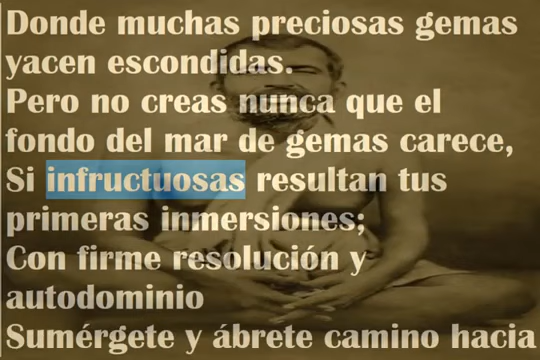 Donde muchas preciosas gemas
yacen escondidas.
Pero no creas nunca que el
fondo del mar de gemas carece,
Si infructuosas resultan tus
primeras inmersiones;
Con firme resolución y
autodominio
Sumérgete y ábrete camino hacia